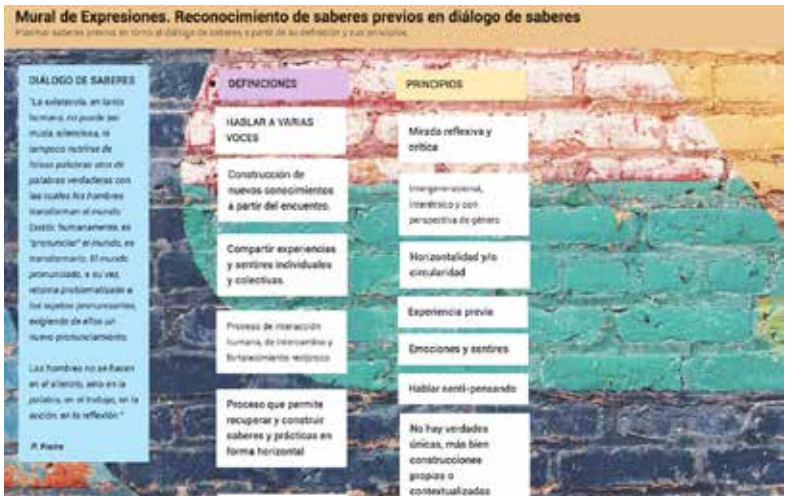 Mural de Expresiones. Reconocimiento de saberes previos en diálogo de saberes
Plasmar saberes previos en torno al diálogo de saberes a partir de su definición y sus principios.
DIÁLOGO DE SABERES
"La existencia, en tanto
humana, no puede ser
muda, silenciosa, ni
tampoco nutrirse de
falsas palabras sino de
palabras verdaderas con
las cuales los hombres
transforman el mundo.
Existir, humanamente, es
"pronunciar" el mundo, es
transformarlo. El mundo
pronunciado, a su vez,
retorna problematizado a
los sujetos pronunciantes,
exigiendo de ellos un
nuevo pronunciamiento.
Los hombres no se hacen
en el silencio, sino en la
palabra, en el trabajo, en la
acción, en la reflexión."
P. Freire
DEFINICIONES
HABLAR A VARIAS
VOCES
Construcción de
nuevos conocimientos
a partir del encuentro.
Compartir experiencias
y sentires individuales
y colectivas.
Proceso de interacción
humana, de intercambio y
fortalecimiento recíproco
Proceso que permite
recuperar y construir
saberes y prácticas en
forma horizontal
PRINCIPIOS
Mirada reflexiva y
crítica
Intergeneracional,
interétnico y con
perspectiva de género
Horizontalidad y/o
circularidad
Experiencia previa
Emociones y sentires
Hablar senti-pensando
No hay verdades
únicas, más bien
construcciones
propias o
contextualizadas